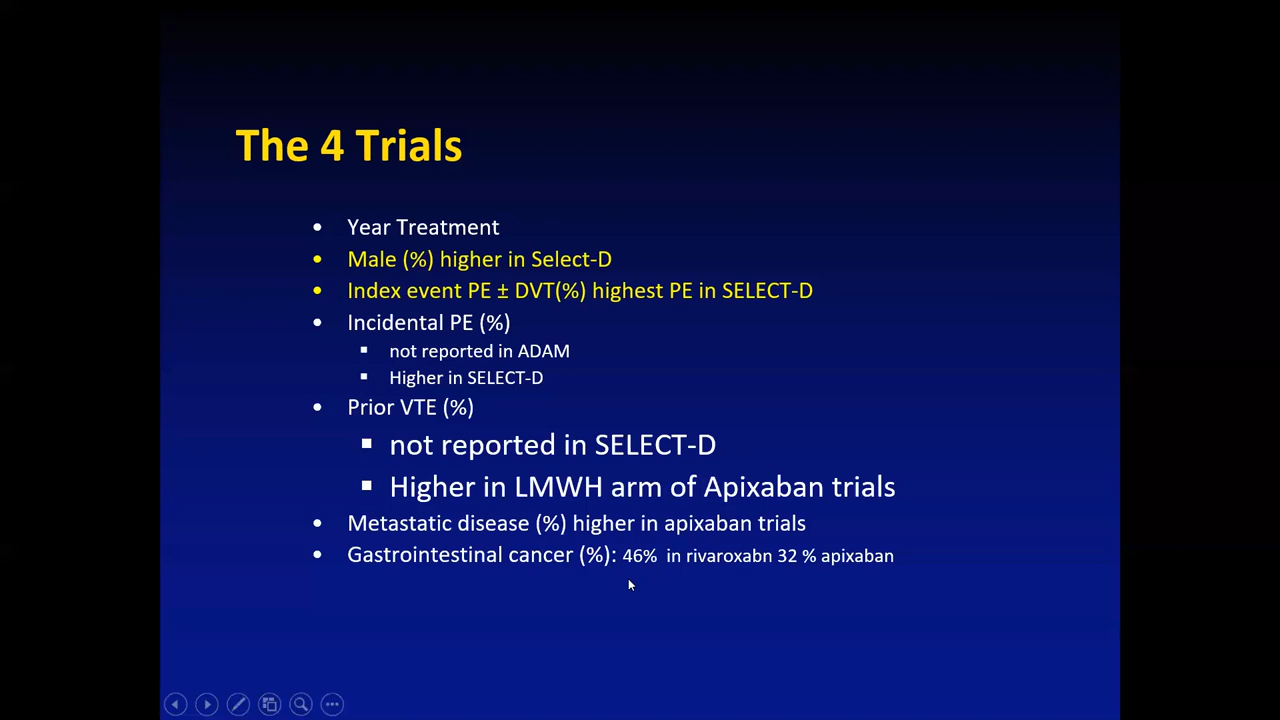 The 4 Trials
• Year Treatment
• Male (%) higher in Select-D
• Index event PE ± DVT(%) highest PE in SELECT-D
• Incidental PE (%)
▪ not reported in ADAM
▪ Higher in SELECT-D
• Prior VTE (%)
▪ not reported in SELECT-D
▪ Higher in LMWH arm of Apixaban trials
• Metastatic disease (%) higher in apixaban trials
• Gastrointestinal cancer (%): 46% in rivaroxabn 32 % apixaban